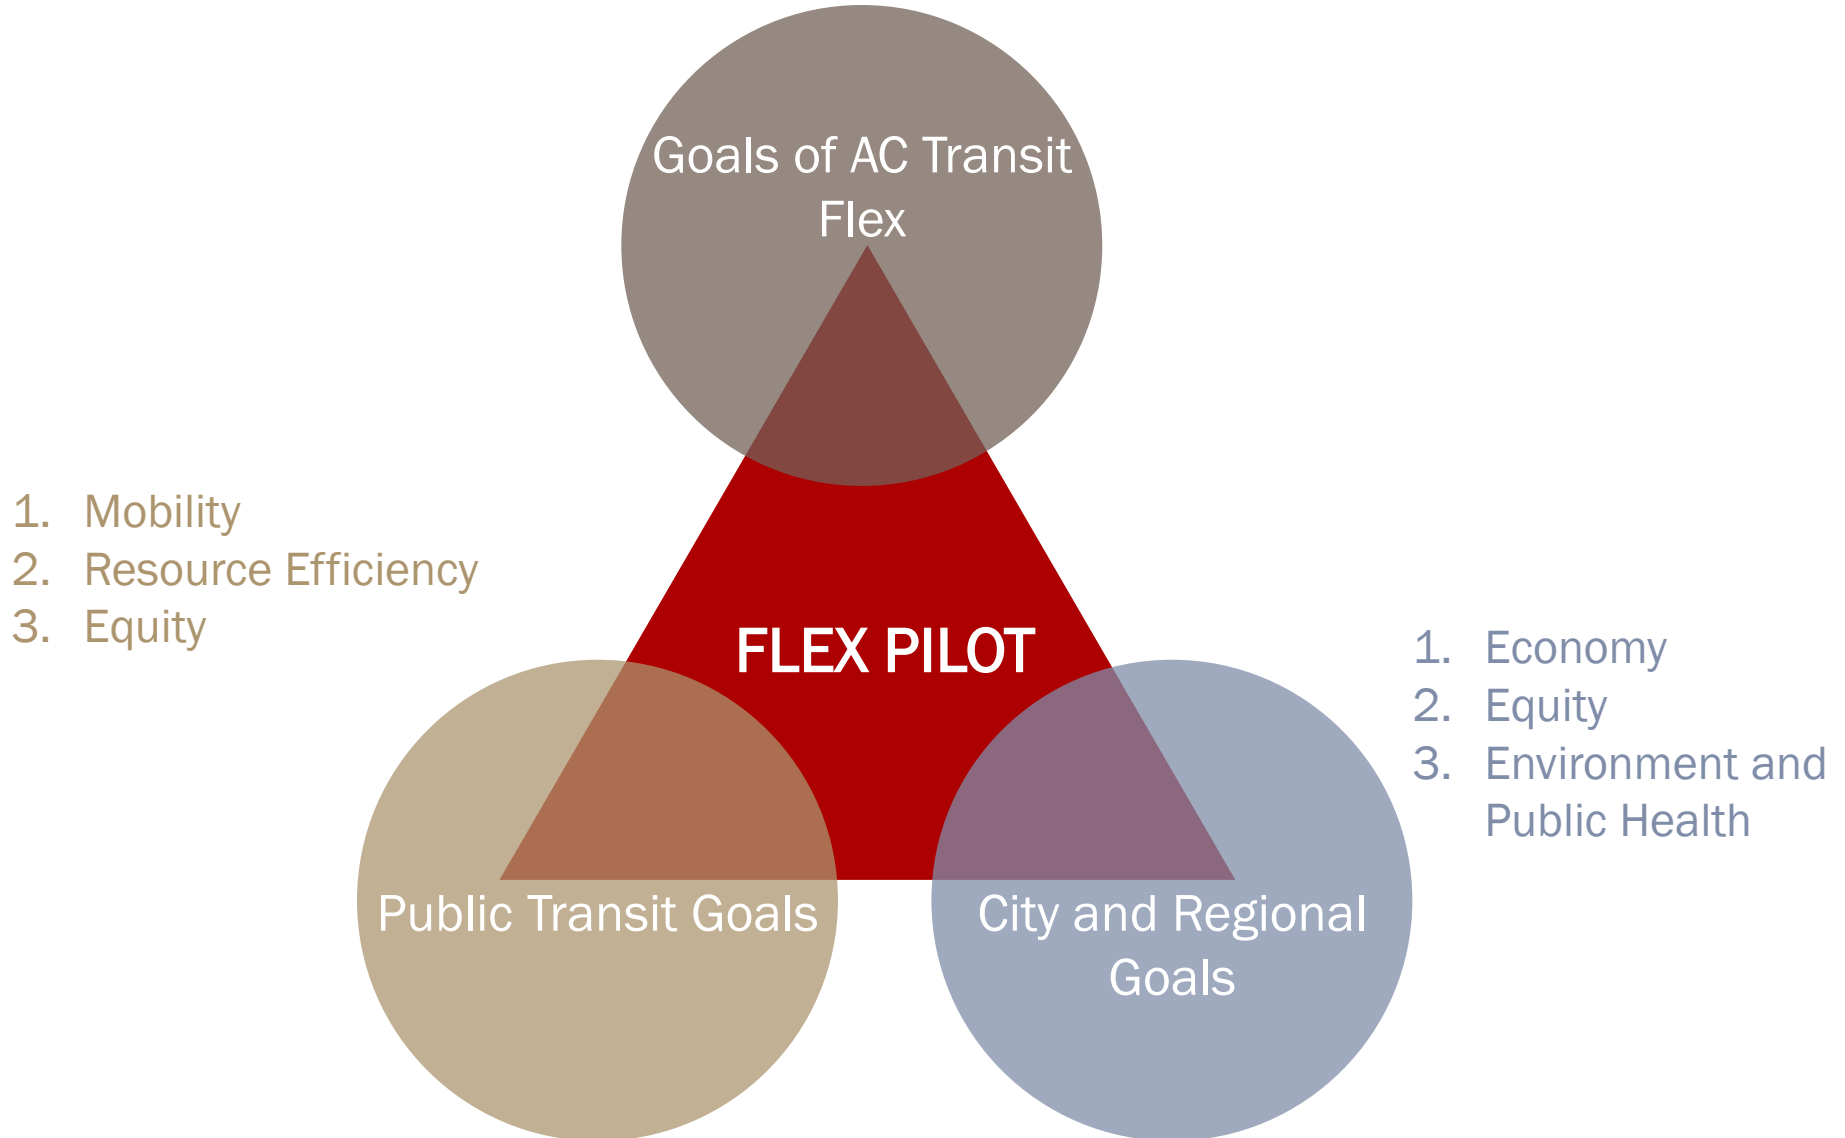 Goals of AC Transit
Flex
1. Mobility
2. Resource Efficiency
3. Equity
FLEX PILOT
1. Economy
2. Equity
3. Environment and
Public Health
Public Transit Goals
City and Regional
Goals